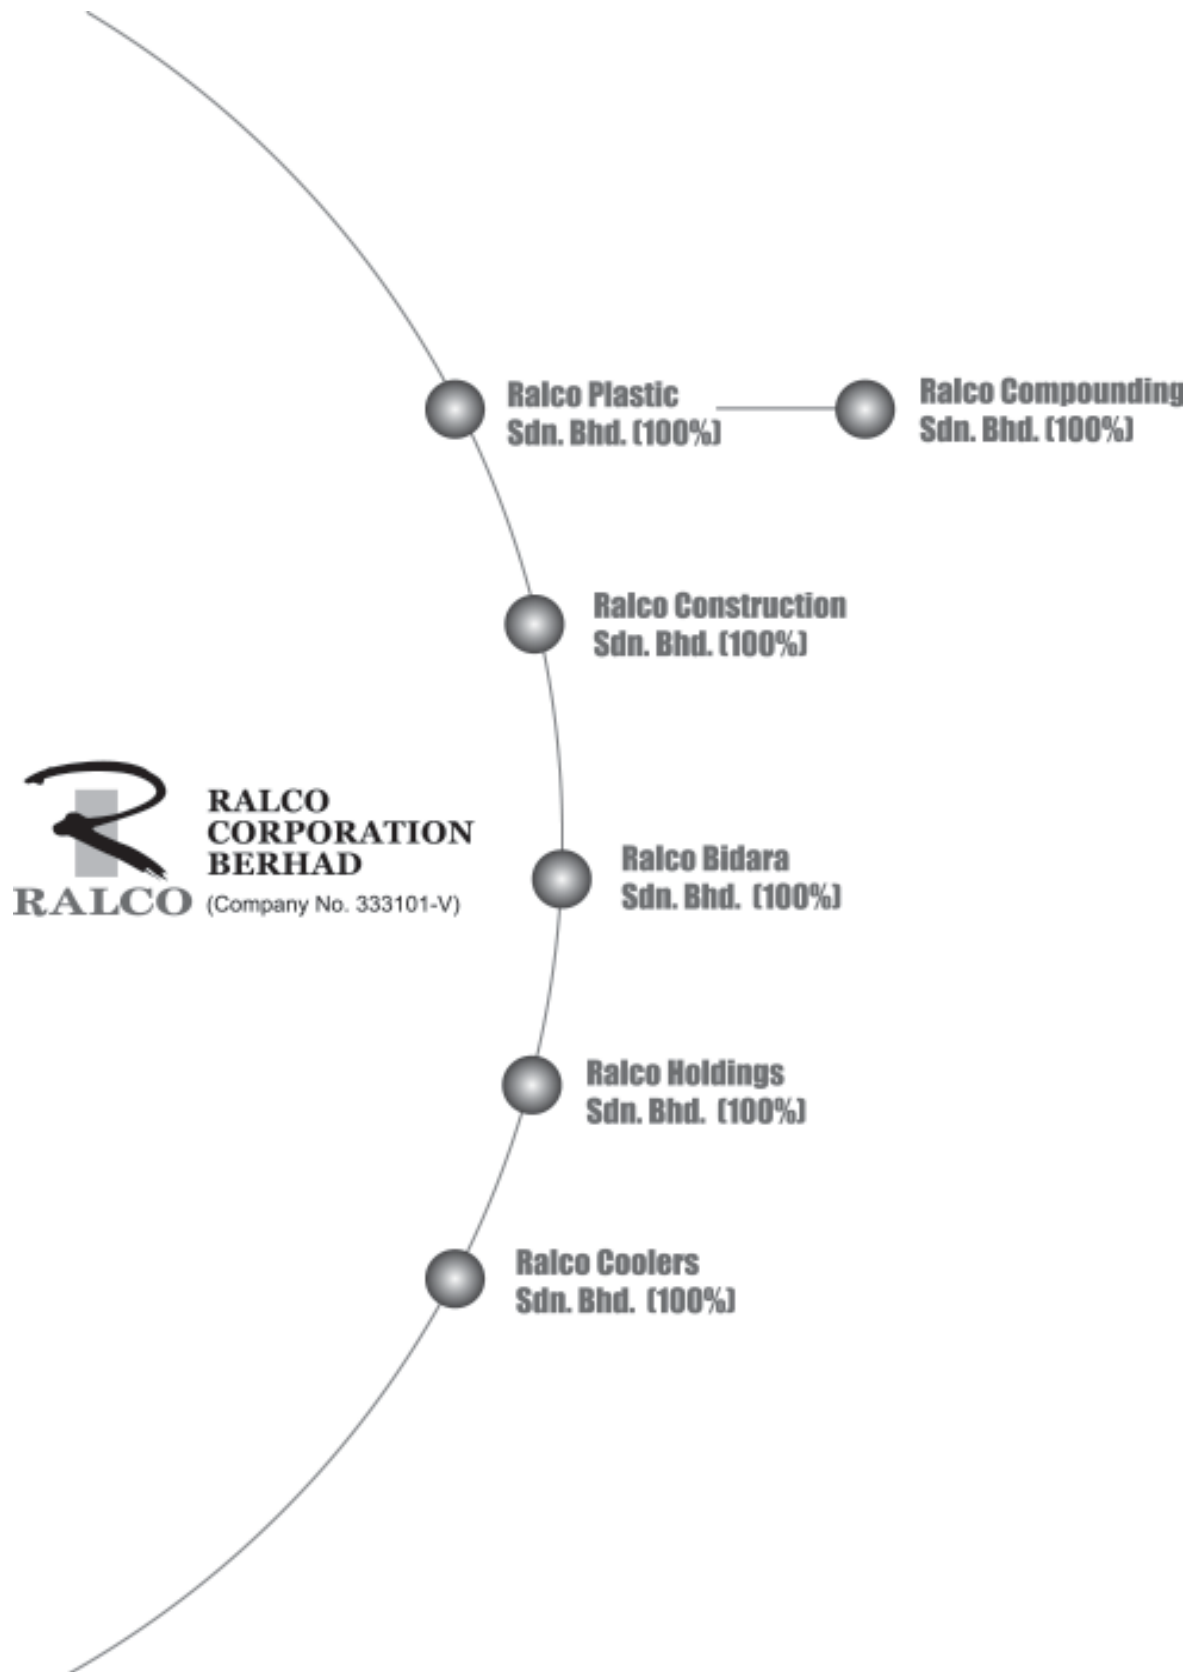 Ralco Plastic
Sdn. Bhd. (100%)
Ralco Compounding
Sdn. Bhd. (100%)
Ralco Construction
Sdn. Bhd. (100%)
RALCO
RALCO
CORPORATION
BERHAD
(Company No. 333101-V)
Ralco Bidara
Sdn. Bhd. (100%)
Ralco Holdings
Sdn. Bhd. (100%)
Ralco Coolers
Sdn. Bhd. (100%)